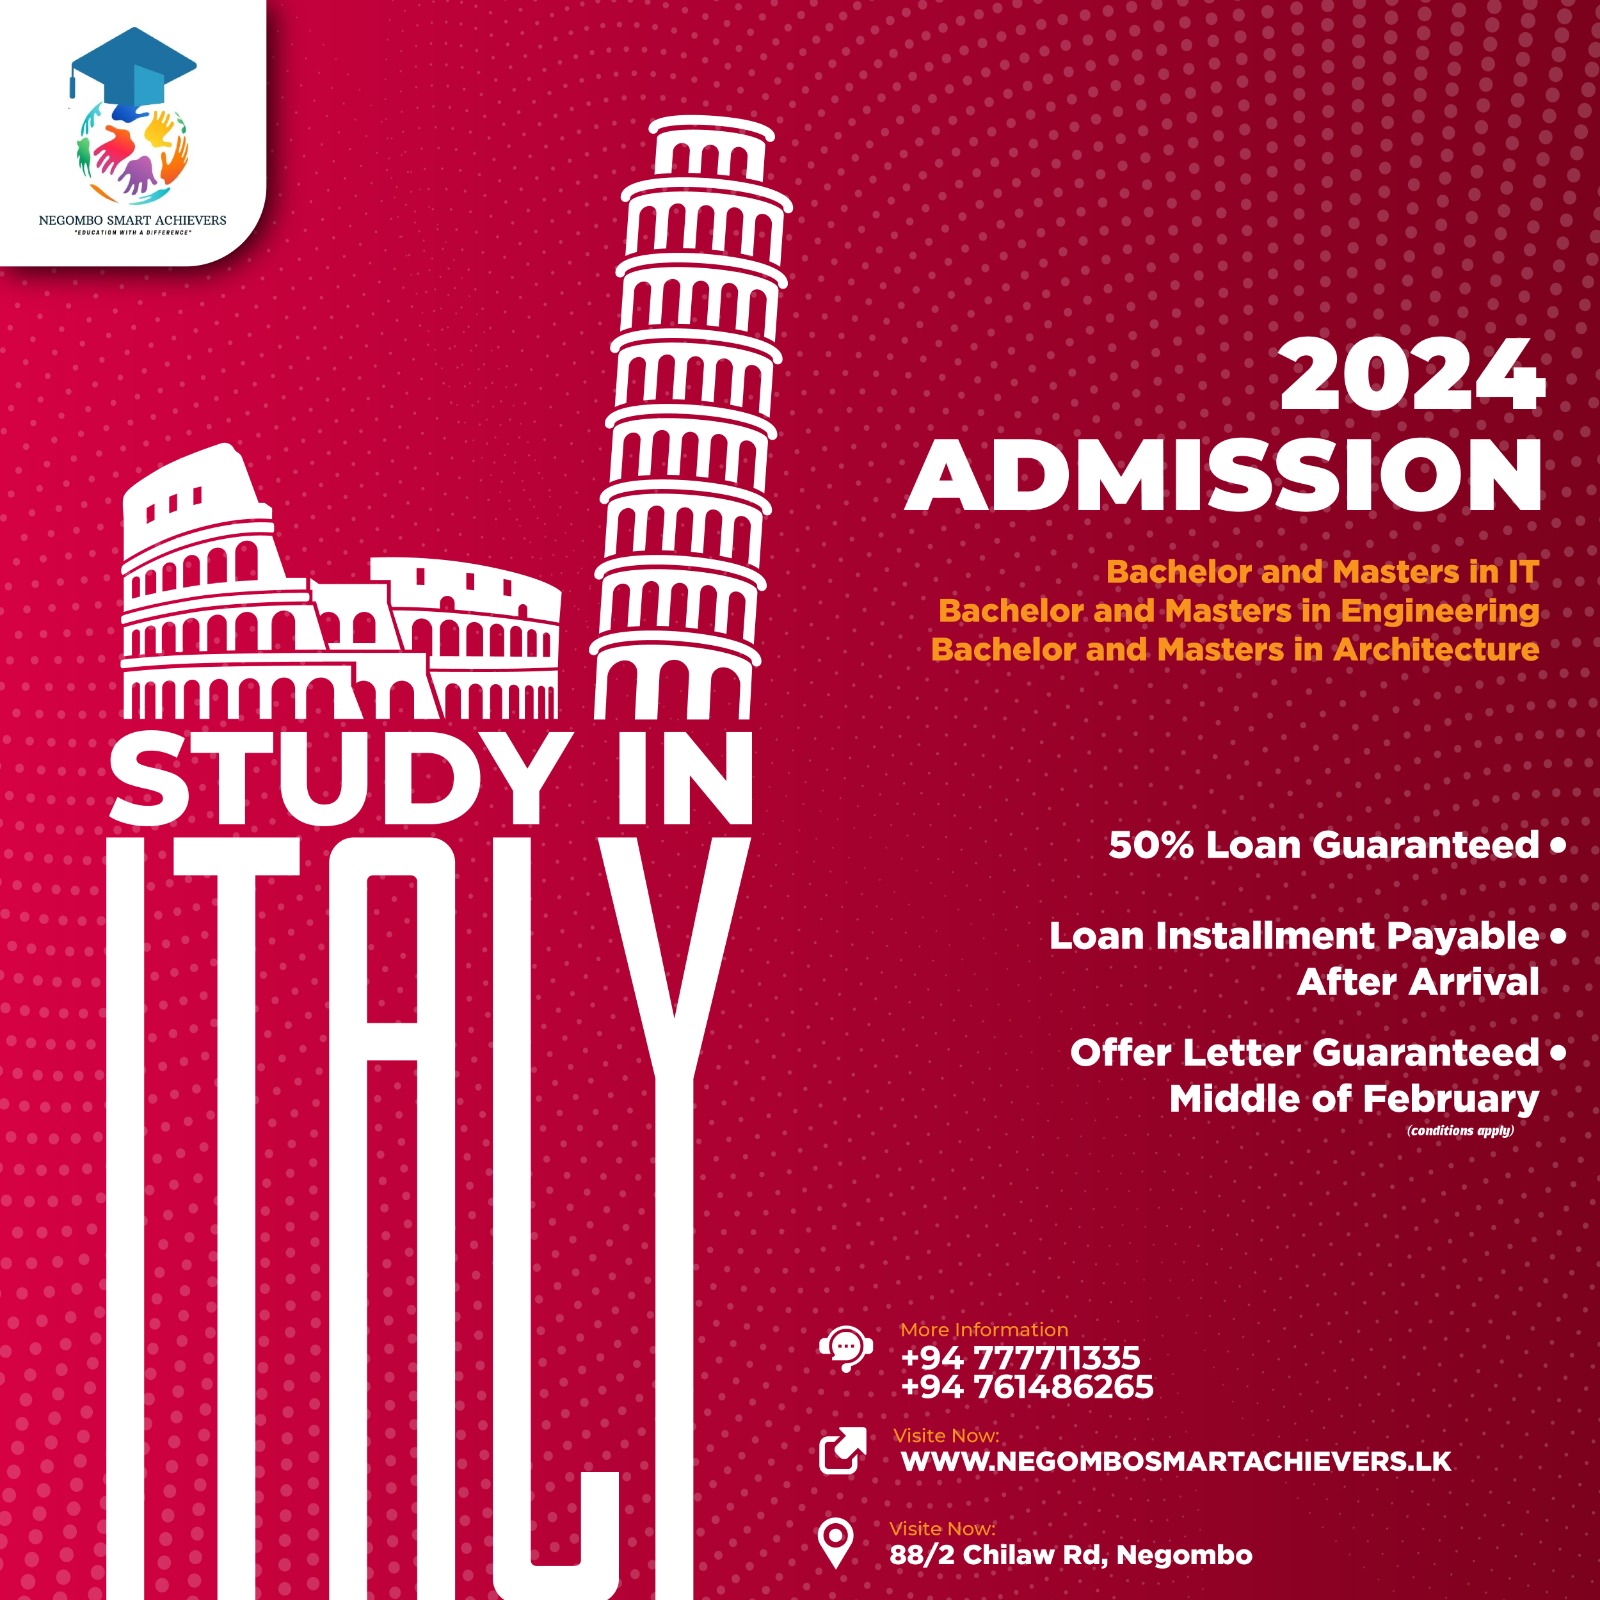 NEGOMBO SMART ACHIEVERS
"EDUCATION WITH A DIFFERENCE"
STUDY IN
ITALY
2024
ADMISSION
Bachelor and Masters in IT
Bachelor and Masters in Engineering
Bachelor and Masters in Architecture
50% Loan Guaranteed •
Loan Installment Payable •
After Arrival
Offer Letter Guaranteed •
Middle of February
(conditions apply)
More Information
+94 777711335
+94 761486265
Visite Now:
WWW.NEGOMBOSMARTACHIEVERS.LK
Visite Now:
88/2 Chilaw Rd, Negombo